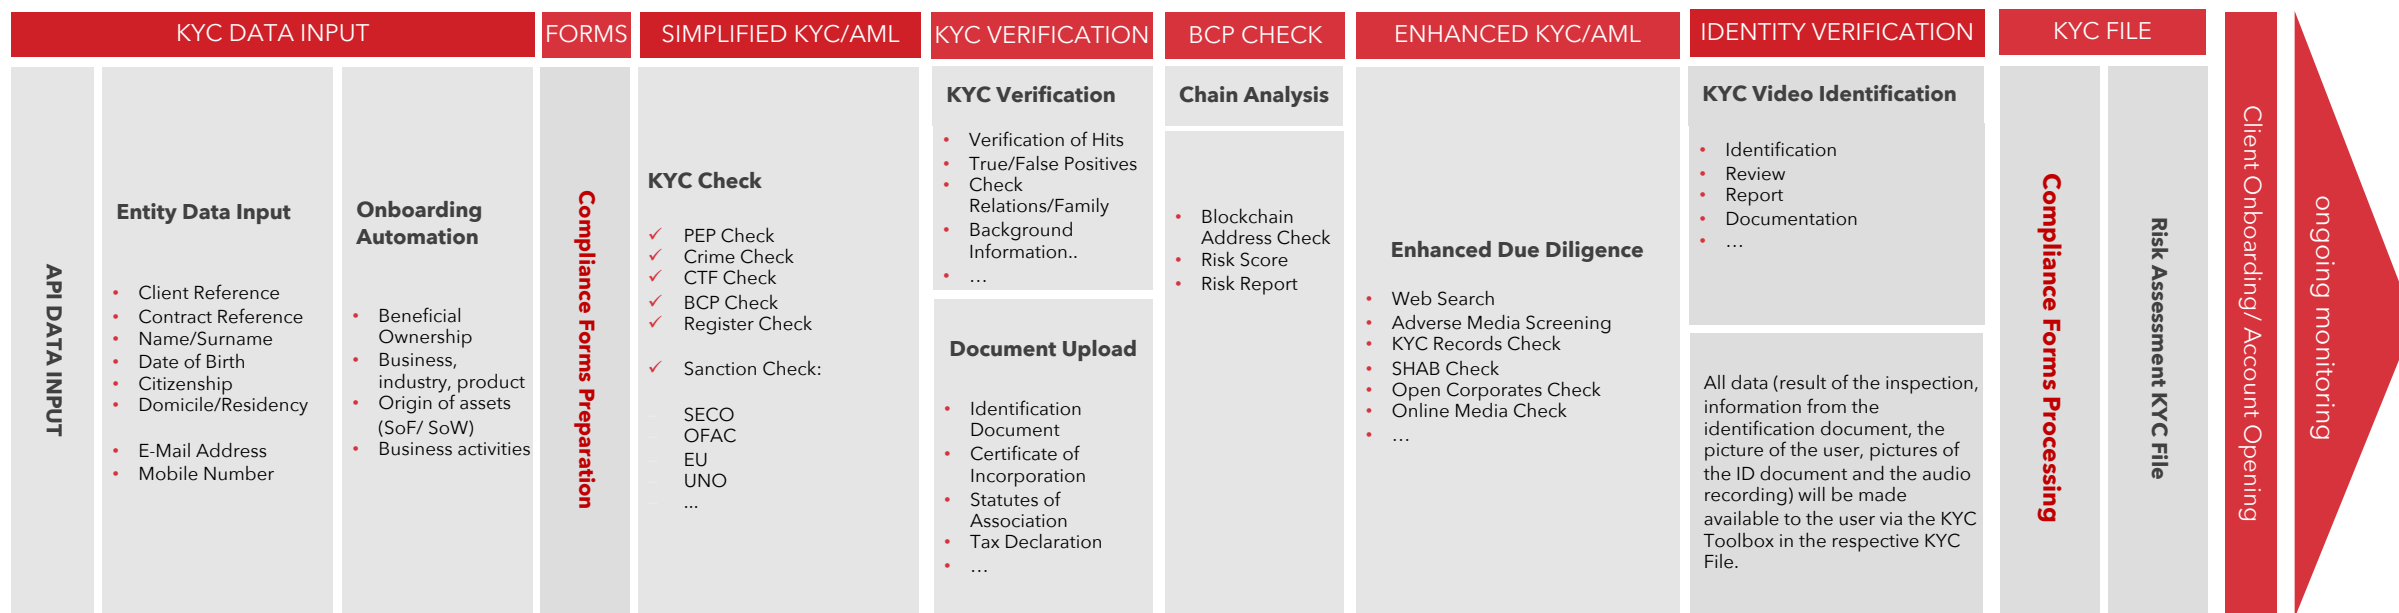 KYC DATA INPUT
FORMS
SIMPLIFIED KYC/AML
KYC VERIFICATION
BCP CHECK
ENHANCED KYC/AML
IDENTITY VERIFICATION
KYC FILE
API DATA INPUT
Entity Data Input
Client Reference
Contract Reference
Name/Surname
Date of Birth
Citizenship
Domicile/Residency
E-Mail Address
Mobile Number
Onboarding
Automation
Beneficial
Ownership
Business,
industry, product
Origin of assets
(SoF/ SoW)
Business activities
Compliance Forms Preparation
KYC Check
PEP Check
Crime Check
CTF Check
BCP Check
Register Check
Sanction Check:
SECO
OFAC
EU
UNO
...
KYC Verification
Verification of Hits
True/False Positives
Check
Relations/Family
Background
Information..
…
Document Upload
Identification
Document
Certificate of
Incorporation
Statutes of
Association
Tax Declaration
…
Chain Analysis
Blockchain
Address Check
Risk Score
Risk Report
Enhanced Due Diligence
Web Search
Adverse Media Screening
KYC Records Check
SHAB Check
Open Corporates Check
Online Media Check
…
KYC Video Identification
Identification
Review
Report
Documentation
…
All data (result of the inspection,
information from the
identification document, the
picture of the user, pictures of
the ID document and the audio
recording) will be made
available to the user via the KYC
Toolbox in the respective KYC
File.
Compliance Forms Processing
Risk Assessment KYC File
Client Onboarding/ Account Opening
ongoing monitoring